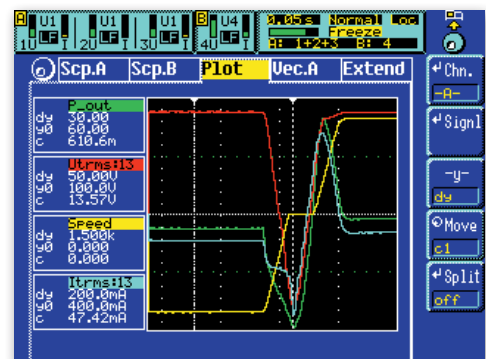 A U1 U1 U1 B U4 0.05s Normal Loc
LF LF LF LF Freeze
1U I 2U I 3U I 4U I A: 1+2+3 B: 4
Scp.A Scp.B Plot Vec.A Extend
Chn.
-A-
P_out
dy 30.00
y0 60.00
c 610.6m
Signl
Utrms:13
dy 50.00V
y0 100.0V
c 13.57V
-y-
dy
Speed
dy 1.500k
y0 0.000
c 0.000
Move
c1
Itrms:13
dy 200.0mA
y0 400.0mA
c 47.42mA
Split
off